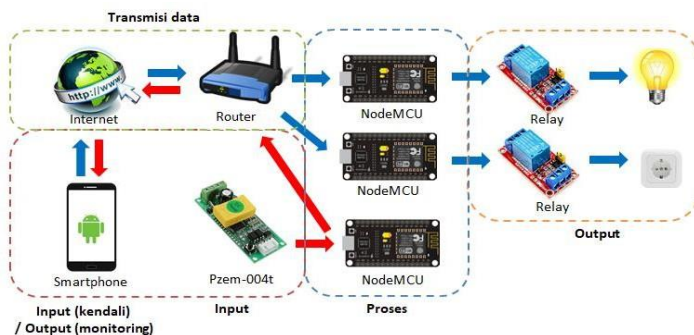 Transmisi data
http://www.
Internet
Router
NodeMCU
Relay
NodeMCU
Relay
Smartphone
Pzem-004t
NodeMCU
Output
Input (kendali)
/ Output (monitoring)
Input
Proses